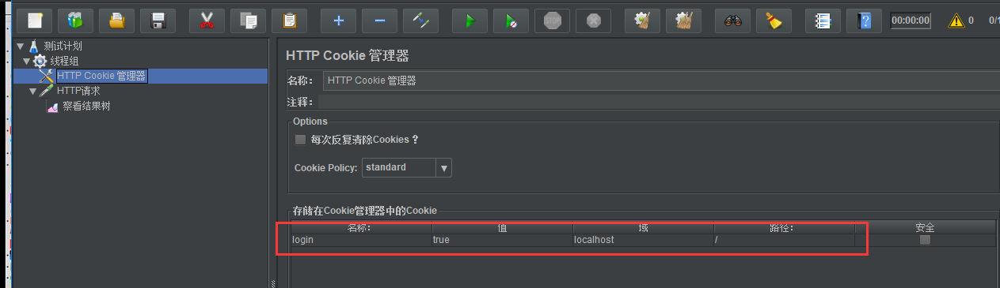 00:00:00 0 0/1
测试计划
线程组
HTTP Cookie 管理器
HTTP请求
察看结果树
HTTP Cookie 管理器
名称： HTTP Cookie 管理器
注释：
Options
每次反复清除Cookies？
Cookie Policy: standard
存储在Cookie管理器中的Cookie
名称： 值 域 路径： 安全
login true localhost /